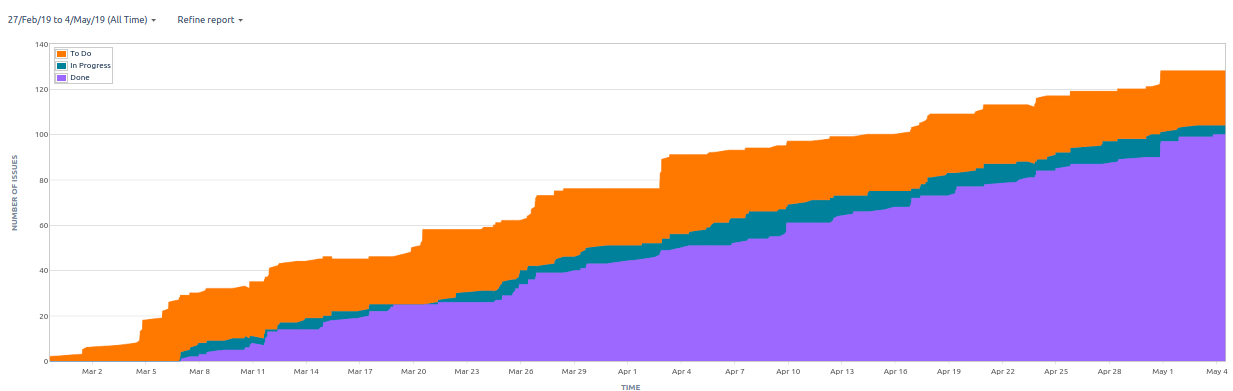 27/Feb/19 to 4/May/19 (All Time) Refine report
140
To Do
In Progress
Done
120
100
80
60
40
20
0
NUMBER OF ISSUES
Mar 2 Mar 5 Mar 8 Mar 11 Mar 14 Mar 17 Mar 20 Mar 23 Mar 26 Mar 29 Apr 1 Apr 4 Apr 7 Apr 10 Apr 13 Apr 16 Apr 19 Apr 22 Apr 25 Apr 28 May 1 May 4
TIME